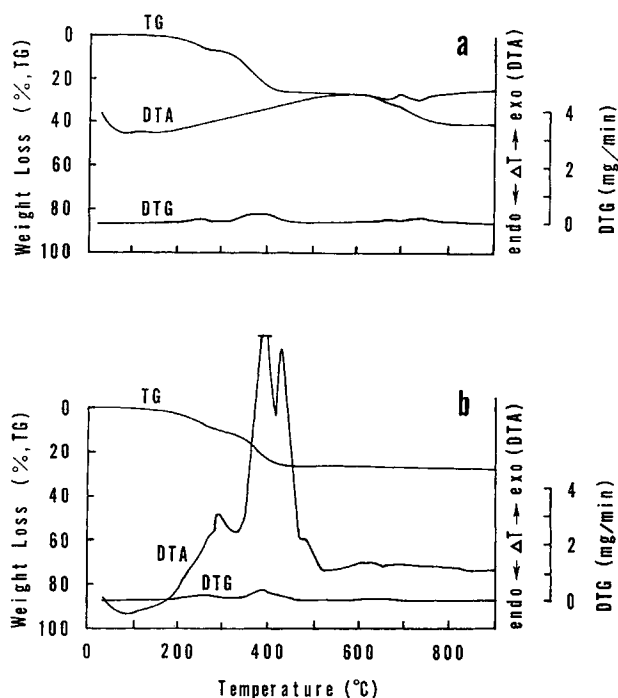 a
TG
DTA
DTG
0
20
40
60
80
100
Weight Loss (%,TG)
endo ← ΔT → exo (DTA)
4
2
0
DTG (mg/min)
b
TG
DTA
DTG
0
20
40
60
80
100
Weight Loss (%,TG)
endo ← ΔT → exo (DTA)
4
2
0
DTG (mg/min)
0 200 400 600 800
Temperature (°C)